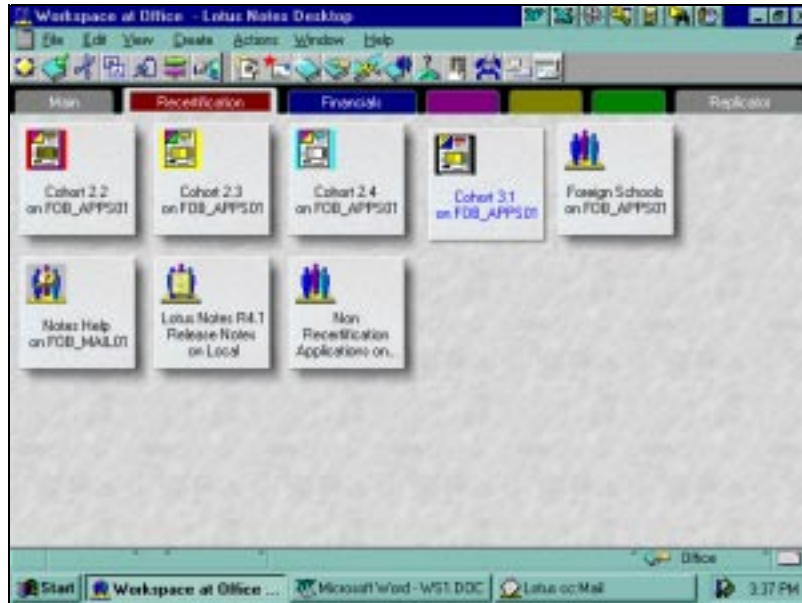 Workspace at Office - Lotus Notes Desktop
File Edit View Create Actions Window Help
Main Recertification Financials Replicator
Cohort 2.2
on FOB_APPS01
Cohort 2.3
on FOB_APPS01
Cohort 2.4
on FOB_APPS01
Cohort 3.1
on FOB_APPS01
Foreign Schools
on FOB_APPS01
Notes Help
on FOB_MAIL01
Lotus Notes R4.1
Release Notes
on Local
Non
Recertification
Applications on..
Office
Start Workspace at Office ... Microsoft Word - WS1.DOC Lotus cc:Mail 3:37 PM